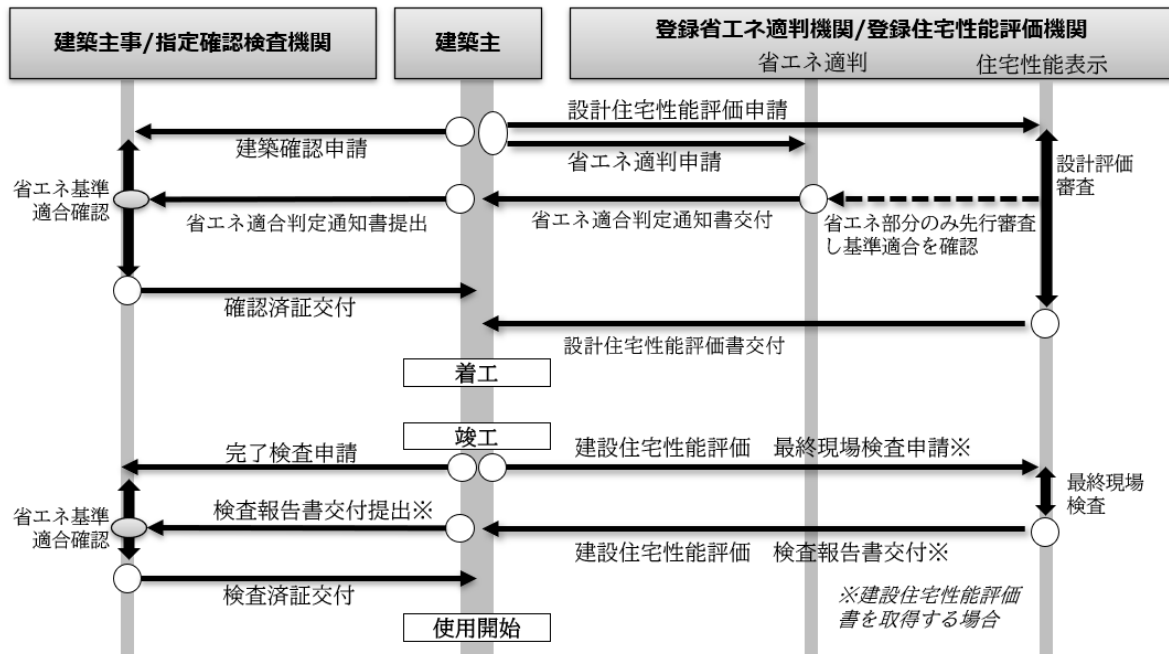 建築主事/指定確認検査機関
建築主
登録省エネ適判機関/登録住宅性能評価機関
省エネ適判
住宅性能表示
設計住宅性能評価申請
建築確認申請
省エネ適判申請
設計評価
審査
省エネ基準
適合確認
省エネ適合判定通知書提出
省エネ適合判定通知書交付
省エネ部分のみ先行審査
し基準適合を確認
確認済証交付
設計住宅性能評価書交付
着工
竣工
完了検査申請
建設住宅性能評価　最終現場検査申請※
最終現場
検査
省エネ基準
適合確認
検査報告書交付提出※
建設住宅性能評価　検査報告書交付※
検査済証交付
※建設住宅性能評価
書を取得する場合
使用開始